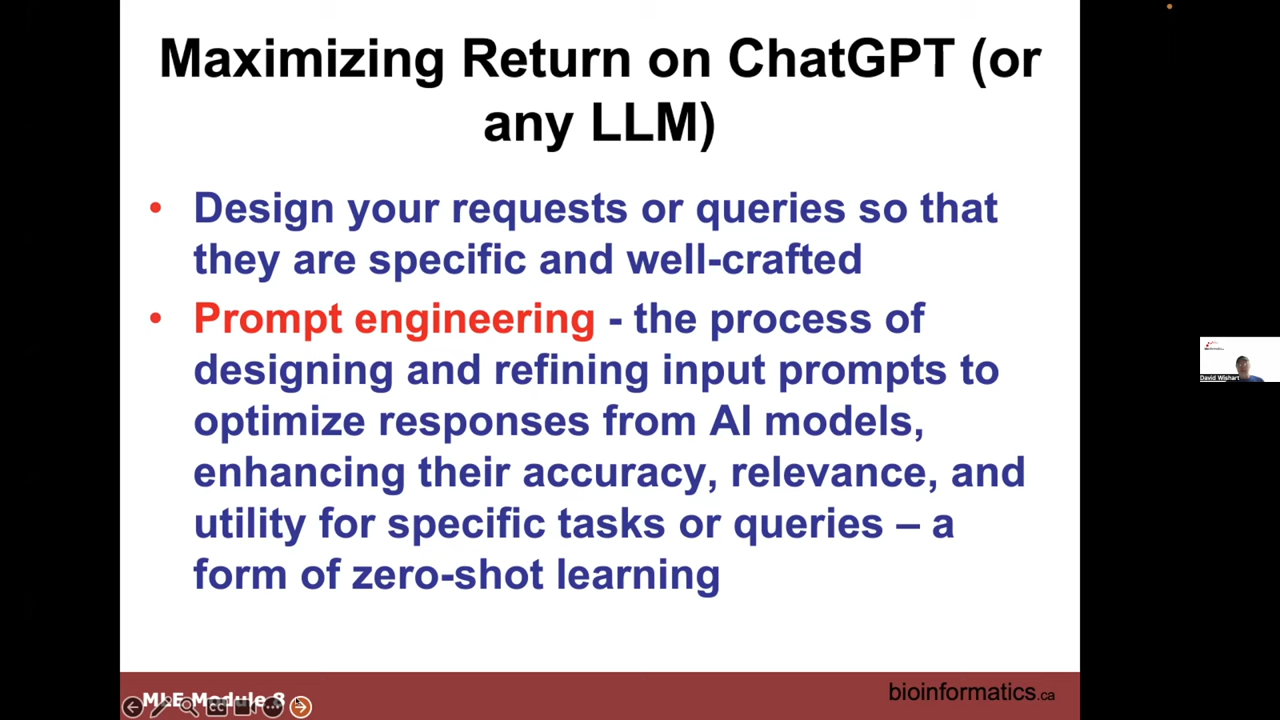 Maximizing Return on ChatGPT (or
any LLM)
• Design your requests or queries so that
they are specific and well-crafted
• Prompt engineering - the process of
designing and refining input prompts to
optimize responses from AI models,
enhancing their accuracy, relevance, and
utility for specific tasks or queries – a
form of zero-shot learning
David Wishart
MLE Module 8
bioinformatics.ca
CC